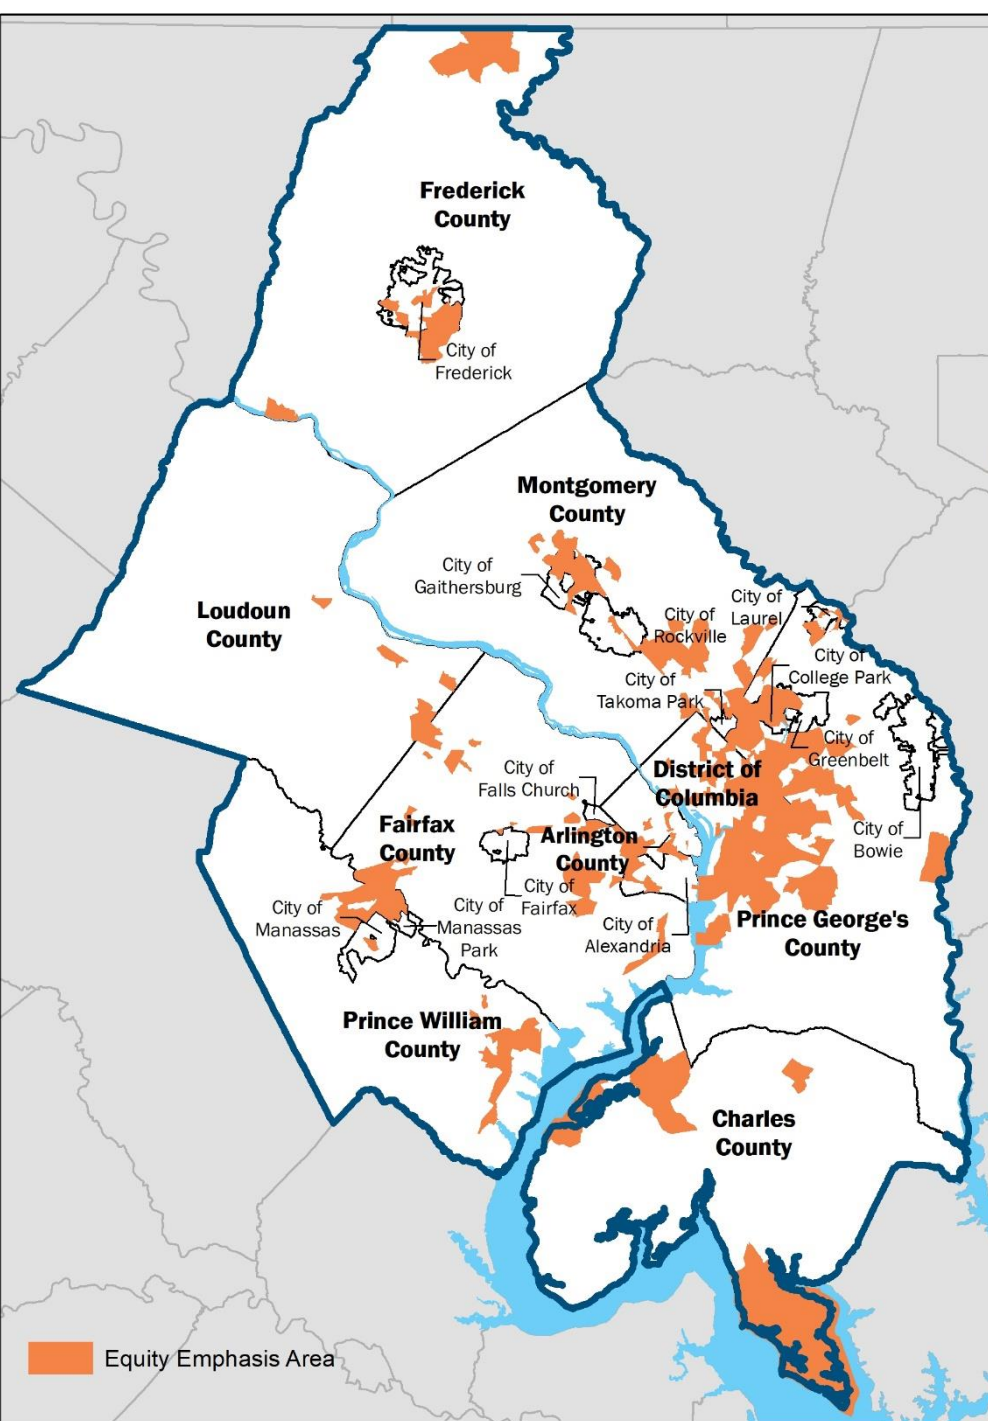 Frederick
County
City of
Frederick
Montgomery
County
City of
Gaithersburg
City of
Laurel
Loudoun
County
City of
Rockville
City of
College Park
City of
Takoma Park
City of
Greenbelt
City of
Falls Church
District of
Columbia
Fairfax
County
Arlington
County
City of
Bowie
City of
Fairfax
City of
Manassas
City of
Manassas
Park
City of
Alexandria
Prince George's
County
Prince William
County
Charles
County
Equity Emphasis Area